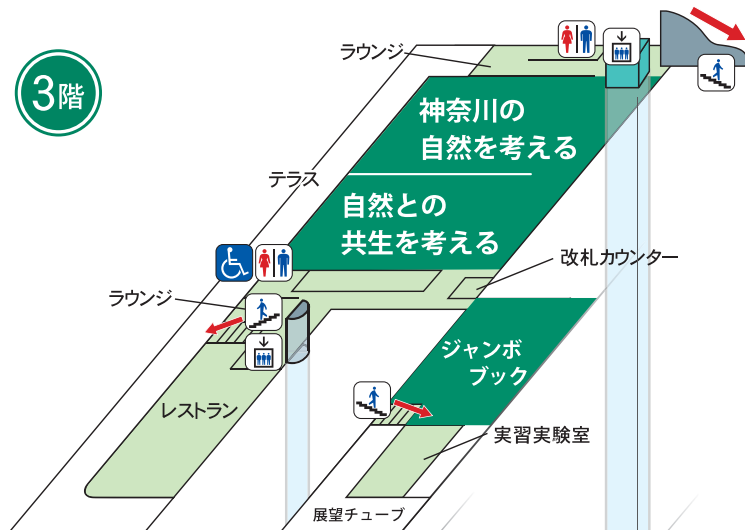 3階
ラウンジ
神奈川の
自然を考える
テラス
自然との
共生を考える
改札カウンター
ラウンジ
ジャンボ
ブック
レストラン
実習実験室
展望チューブ